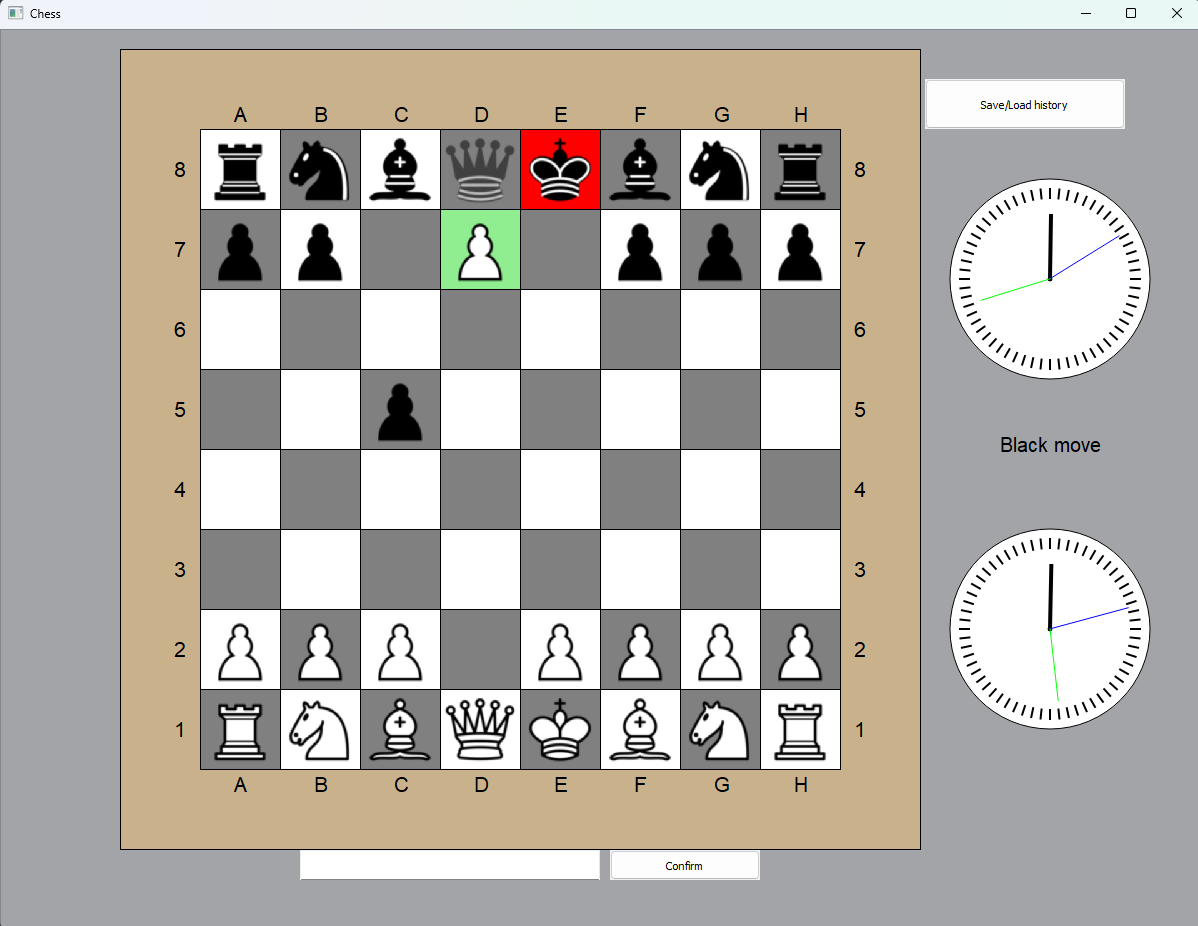 Chess
Save/Load history
A B C D E F G H
8 8
7 7
6 6
5 5
Black move
4 4
3 3
2 2
1 1
A B C D E F G H
Confirm